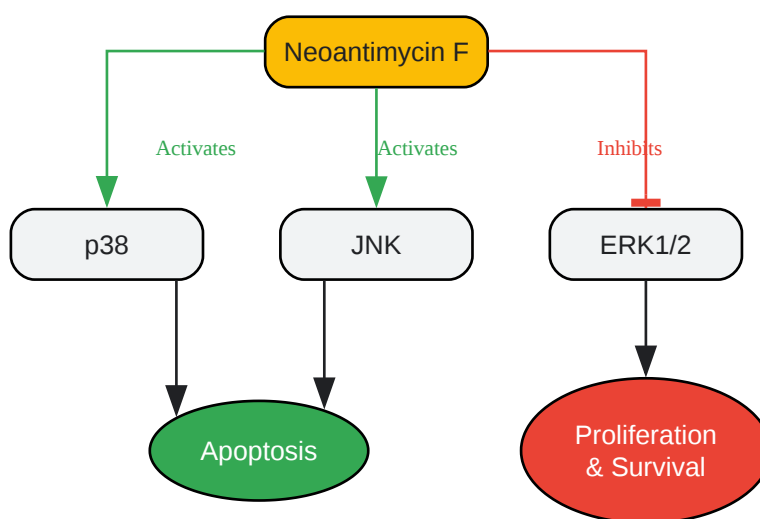 Neoantimycin F
Activates
Activates
Inhibits
p38
JNK
ERK1/2
Apoptosis
Proliferation
& Survival